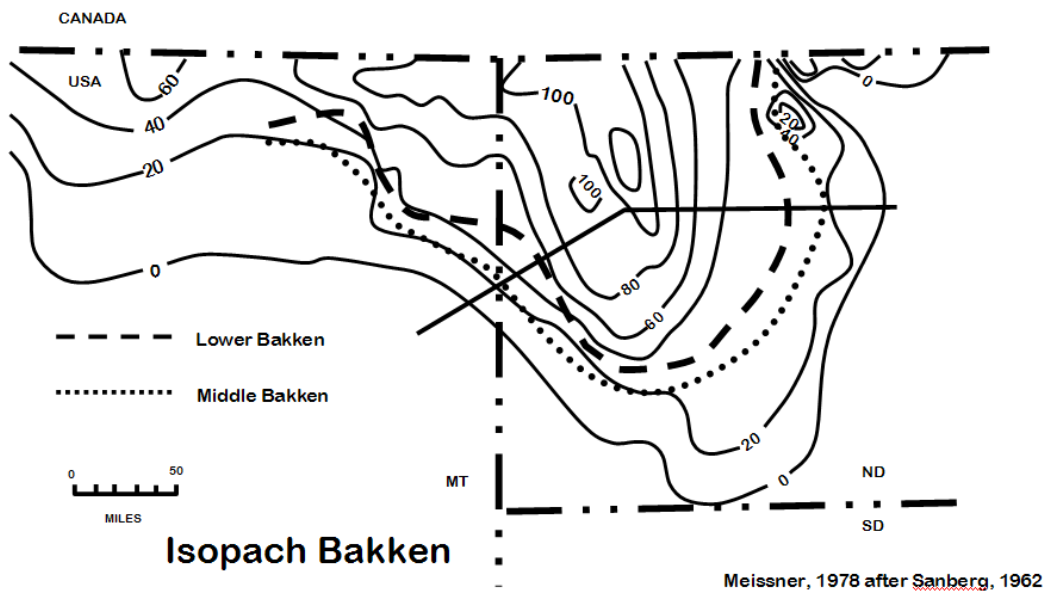 CANADA
USA
60
40
20
0
100
100
80
60
20
40
0
20
0
Lower Bakken
Middle Bakken
0 50
MILES
MT
ND
SD
Isopach Bakken
Meissner, 1978 after Sanberg, 1962